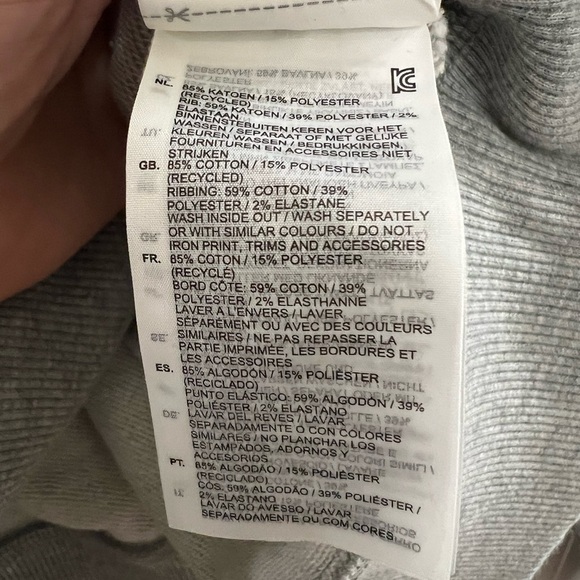 NL. 85% KATOEN / 15% POLYESTER
(RECYCLED)
RIB: 59% KATOEN / 39% POLYESTER / 2%
ELASTAAN
BINNENSTEBUITEN KEREN VOOR HET
WASSEN / SEPARAAT OF MET GELIJKE
KLEUREN WASSEN / BEDRUKKINGEN,
FOURNITUREN EN ACCESSOIRES NIET
STRIJKEN
GB. 85% COTTON / 15% POLYESTER
(RECYCLED)
RIBBING: 59% COTTON / 39%
POLYESTER / 2% ELASTANE
WASH INSIDE OUT / WASH SEPARATELY
OR WITH SIMILAR COLOURS / DO NOT
IRON PRINT, TRIMS AND ACCESSORIES
FR. 85% COTON / 15% POLYESTER
(RECYCLÉ)
BORD CÔTE: 59% COTON / 39%
POLYESTER / 2% ELASTHANNE
LAVER A L'ENVERS / LAVER
SÉPARÉMENT OU AVEC DES COULEURS
SIMILAIRES / NE PAS REPASSER LA
PARTIE IMPRIMÉE, LES BORDURES ET
LES ACCESSOIRES
ES. 85% ALGODÓN / 15% POLIÉSTER
(RECICLADO)
PUNTO ELÁSTICO: 59% ALGODÓN / 39%
POLIÉSTER / 2% ELASTANO
LAVAR DEL REVES / LAVAR
SEPARADAMENTE O CON COLORES
SIMILARES / NO PLANCHAR LOS
ESTAMPADOS, ADORNOS Y
ACCESORIOS
PT. 85% ALGODÃO / 15% POLIÉSTER
(RECICLADO)
CÓS: 59% ALGODÃO / 39% POLIÉSTER /
2% ELASTANO
LAVAR DO AVESSO / LAVAR
SEPARADAMENTE OU COM CORES